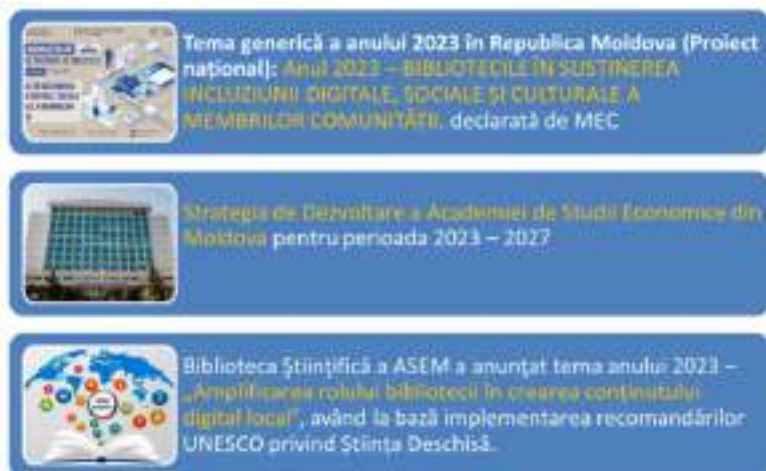 Tema generică a anului 2023 în Republica Moldova (Proiect
național): Anul 2023 – BIBLIOTECILE ÎN SUSȚINEREA
INCLUZIUNII DIGITALE, SOCIALE ȘI CULTURALE A
MEMBRILOR COMUNITĂȚII, declarată de MEC
Strategia de Dezvoltare a Academiei de Studii Economice din
Moldova pentru perioada 2023 – 2027
Biblioteca Științifică a ASEM a anunțat tema anului 2023 –
„Amplificarea rolului bibliotecii în crearea conținutului
digital local”, având la bază implementarea recomandărilor
UNESCO privind Știința Deschisă.